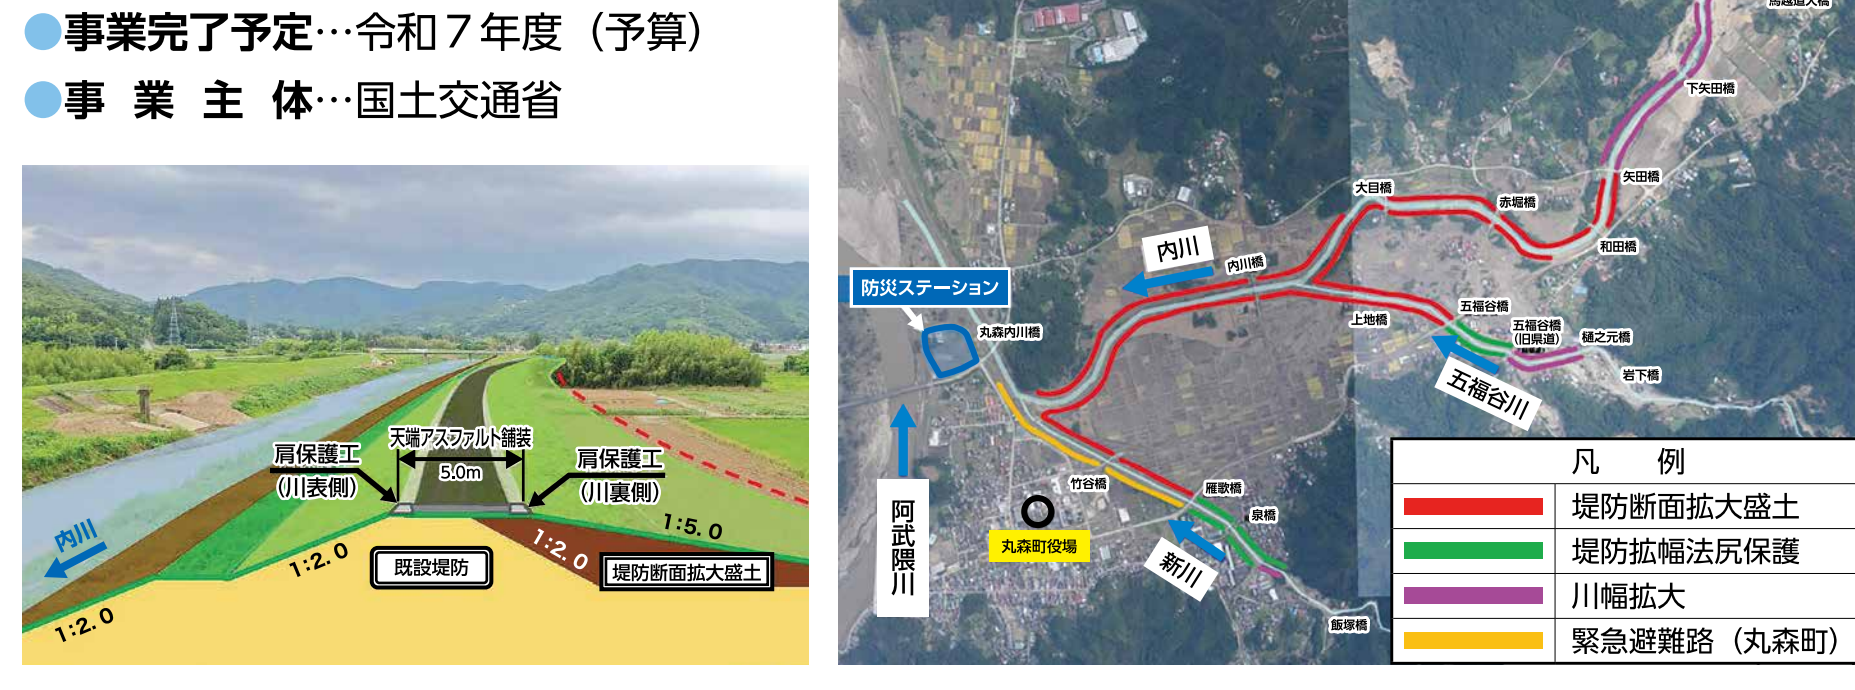 ●事業完了予定…令和７年度（予算）
●事業主体…国土交通省
天端アスファルト舗装
5.0m
肩保護工
(川表側)
肩保護工
(川裏側)
内川
1:2.0
1:2.0
既設堤防
1:2.0
1:5.0
堤防断面拡大盛土
馬越道大橋
下矢田橋
矢田橋
大目橋
赤堀橋
和田橋
内川
内川橋
防災ステーション
丸森内川橋
上地橋
五福谷橋
五福谷橋
(旧県道)
樋之元橋
岩下橋
五福谷川
阿武隈川
竹谷橋
雁歌橋
泉橋
丸森町役場
新川
飯塚橋
凡　例
堤防断面拡大盛土
堤防拡幅法尻保護
川幅拡大
緊急避難路（丸森町）